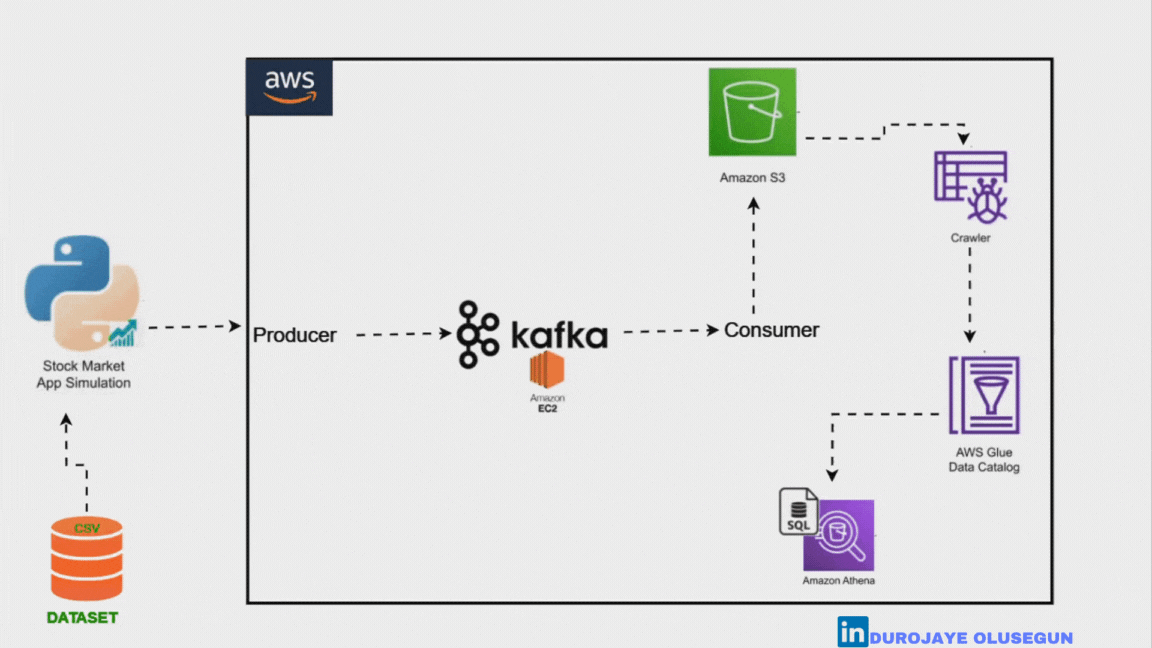 aws
Amazon S3
Crawler
Stock Market
App Simulation
Producer
kafka
Amazon
EC2
Consumer
AWS Glue
Data Catalog
CSV
DATASET
SQL
Amazon Athena
in DUROJAYE OLUSEGUN